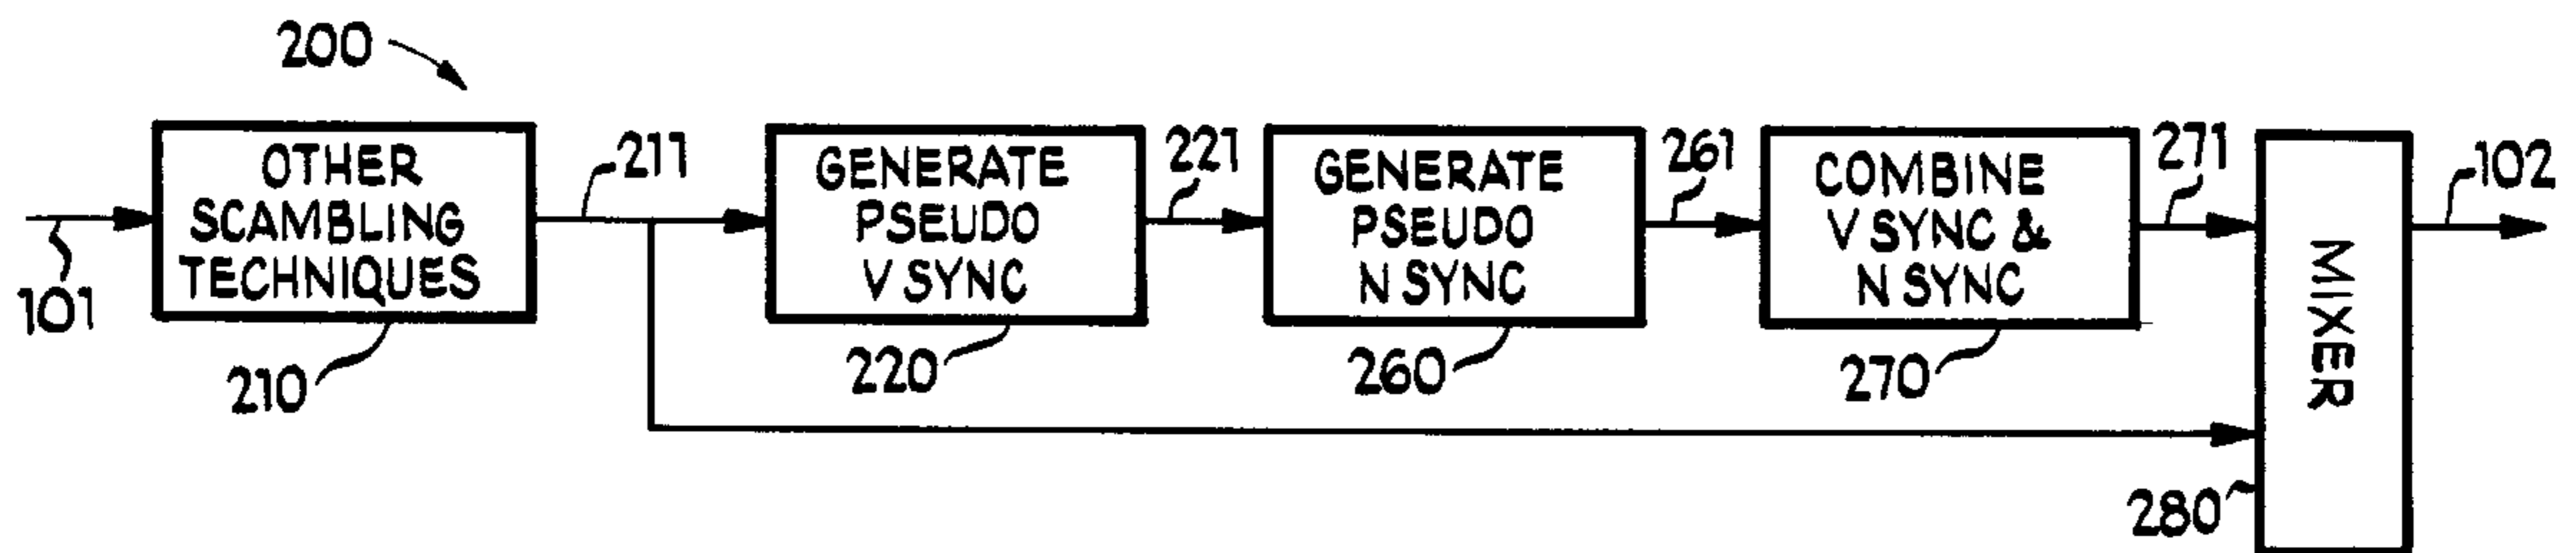 200
101
OTHER
SCAMBLING
TECHNIQUES
210
211
GENERATE
PSEUDO
V SYNC
220
221
GENERATE
PSEUDO
N SYNC
260
261
COMBINE
V SYNC &
N SYNC
270
271
MIXER
280
102